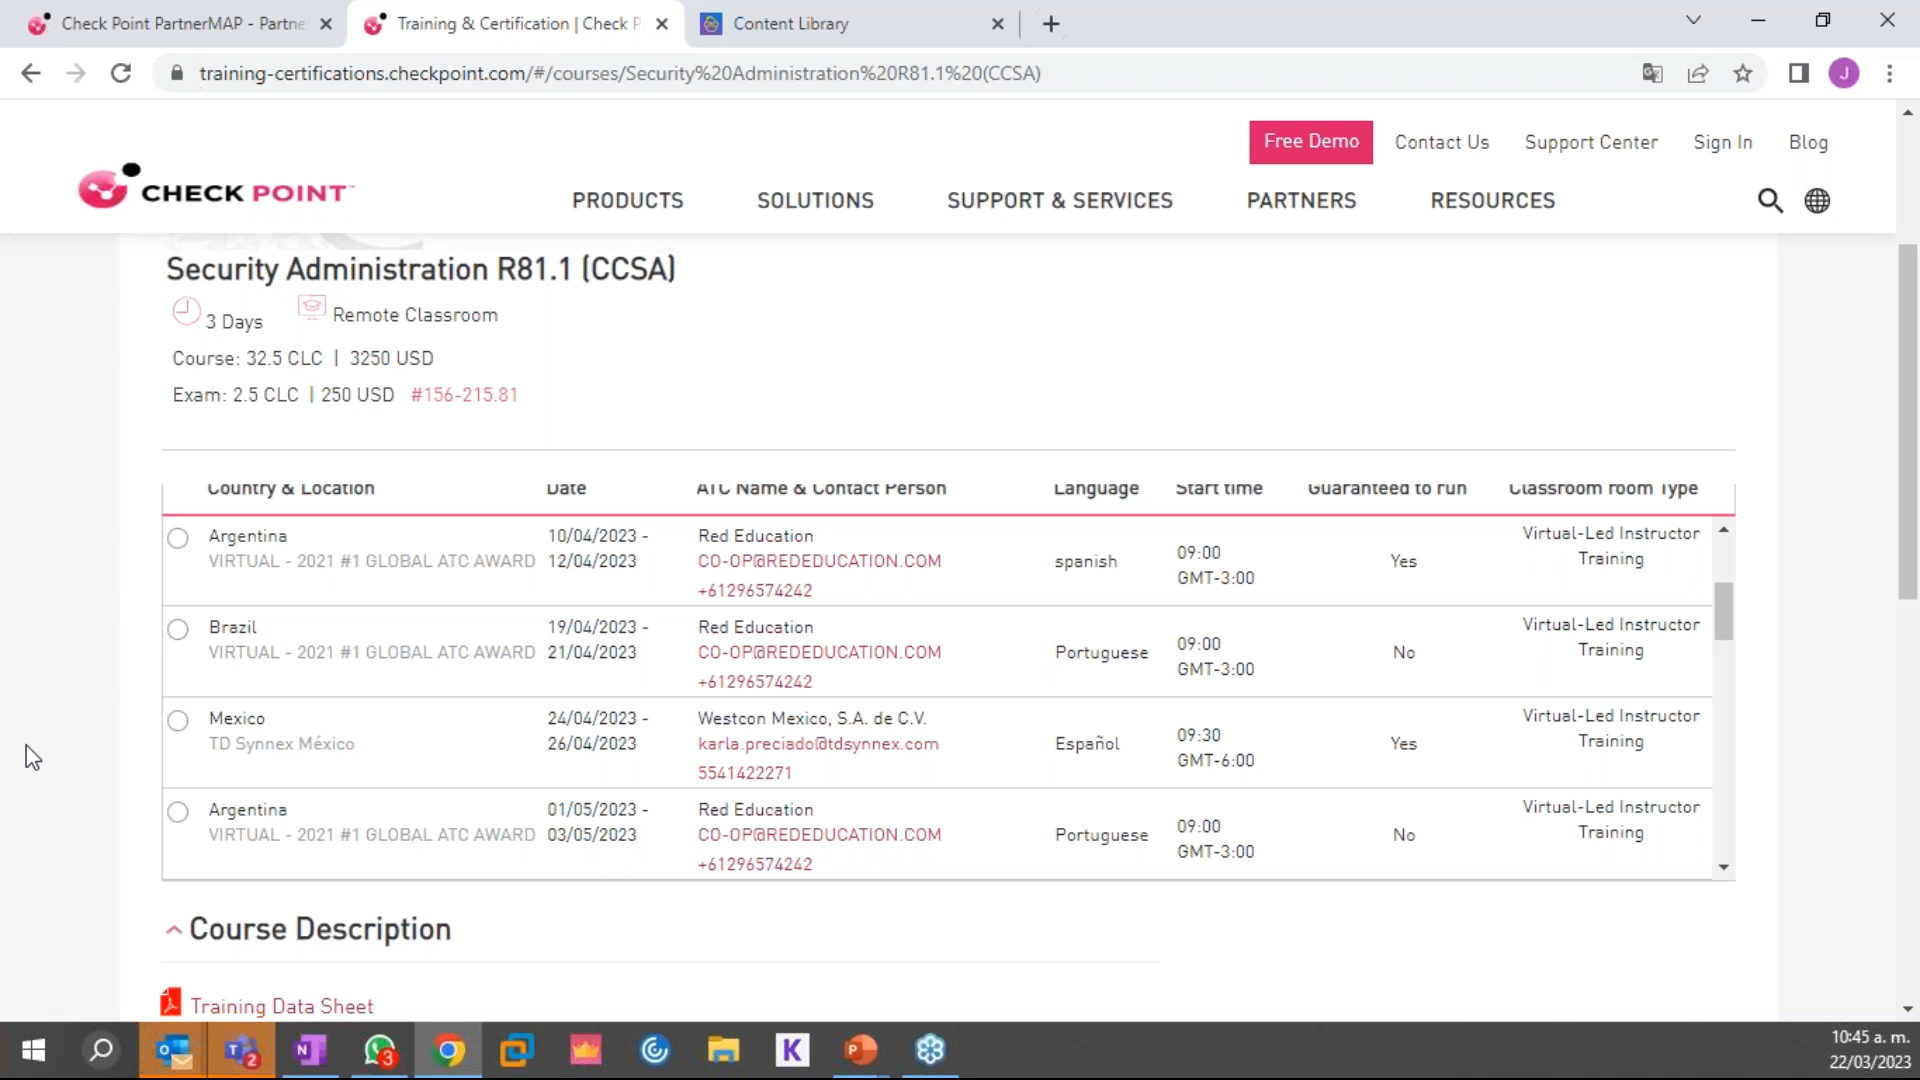 Check Point PartnerMAP - Partne
Training & Certification | Check P
Content Library
training-certifications.checkpoint.com/#/courses/Security%20Administration%20R81.1%20(CCSA)
J
Free Demo
Contact Us
Support Center
Sign In
Blog
CHECK POINT
PRODUCTS
SOLUTIONS
SUPPORT & SERVICES
PARTNERS
RESOURCES
Security Administration R81.1 (CCSA)
3 Days
Remote Classroom
Course: 32.5 CLC | 3250 USD
Exam: 2.5 CLC | 250 USD #156-215.81
Country & Location
Date
ATC Name & Contact Person
Language
Start time
Guaranteed to run
Classroom room Type
Argentina
VIRTUAL - 2021 #1 GLOBAL ATC AWARD
10/04/2023 -
12/04/2023
Red Education
CO-OP@REDEDUCATION.COM
+61296574242
spanish
09:00
GMT-3:00
Yes
Virtual-Led Instructor
Training
Brazil
VIRTUAL - 2021 #1 GLOBAL ATC AWARD
19/04/2023 -
21/04/2023
Red Education
CO-OP@REDEDUCATION.COM
+61296574242
Portuguese
09:00
GMT-3:00
No
Virtual-Led Instructor
Training
Mexico
TD Synnex México
24/04/2023 -
26/04/2023
Westcon Mexico, S.A. de C.V.
karla.preciado@tdsynnex.com
5541422271
Español
09:30
GMT-6:00
Yes
Virtual-Led Instructor
Training
Argentina
VIRTUAL - 2021 #1 GLOBAL ATC AWARD
01/05/2023 -
03/05/2023
Red Education
CO-OP@REDEDUCATION.COM
+61296574242
Portuguese
09:00
GMT-3:00
No
Virtual-Led Instructor
Training
Course Description
Training Data Sheet
2
N
3
K
P
10:45 a. m.
22/03/2023